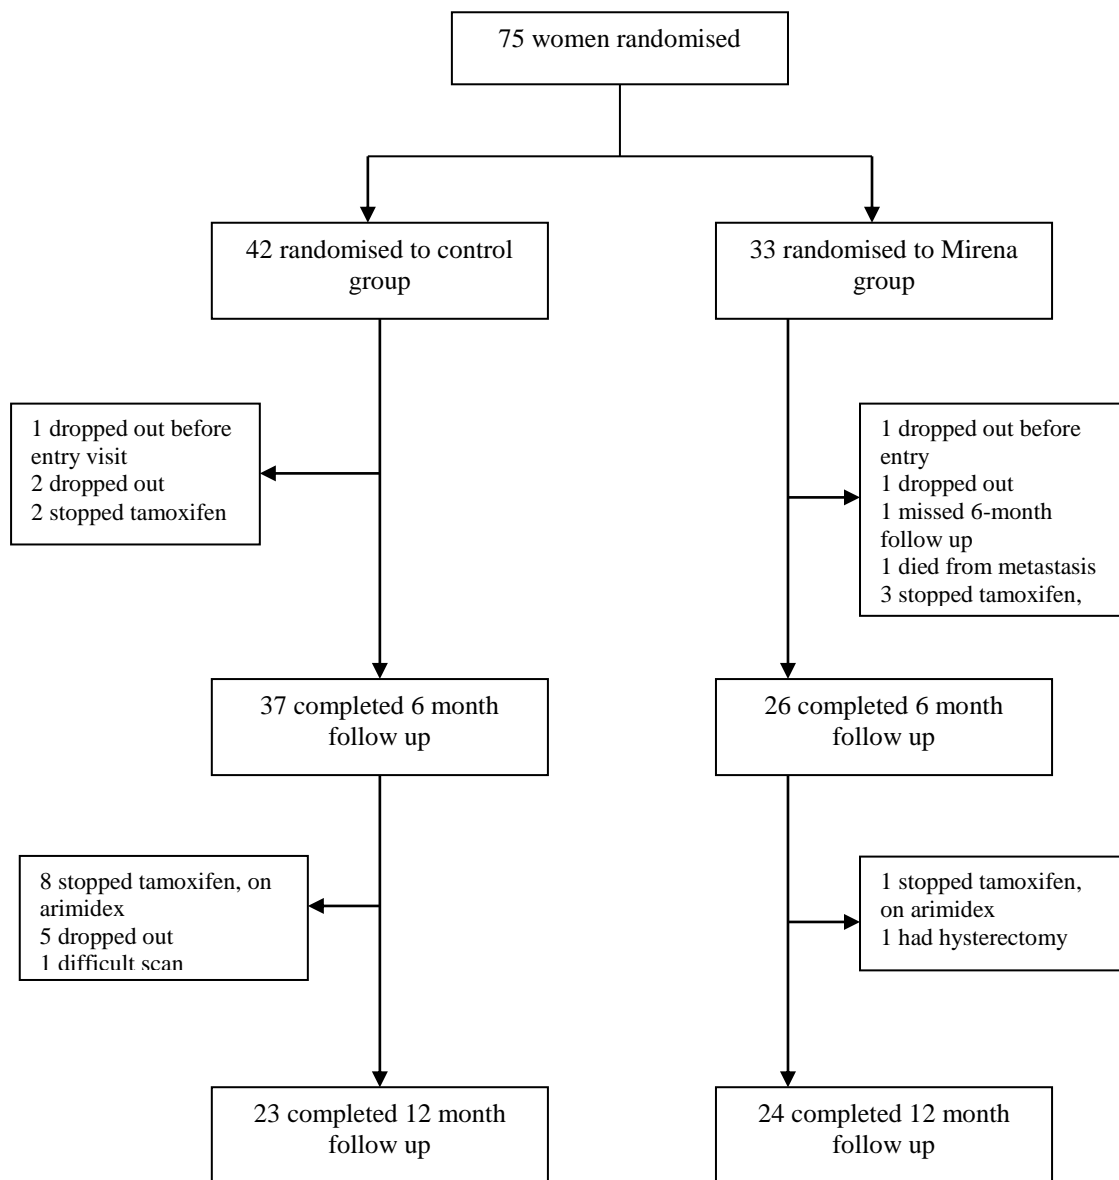 75 women randomised
42 randomised to control
group
33 randomised to Mirena
group
1 dropped out before
entry visit
2 dropped out
2 stopped tamoxifen
1 dropped out before
entry
1 dropped out
1 missed 6-month
follow up
1 died from metastasis
3 stopped tamoxifen,
37 completed 6 month
follow up
26 completed 6 month
follow up
8 stopped tamoxifen, on
arimidex
5 dropped out
1 difficult scan
1 stopped tamoxifen,
on arimidex
1 had hysterectomy
23 completed 12 month
follow up
24 completed 12 month
follow up